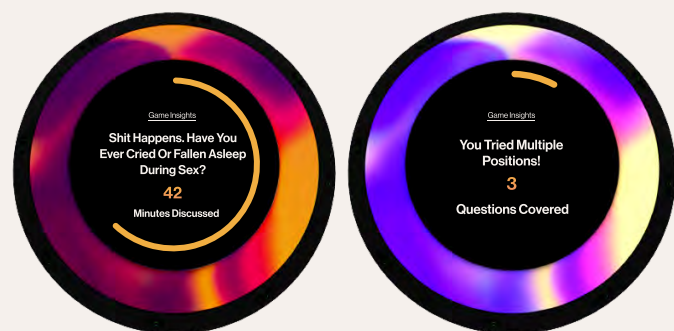 Game Insights
Shit Happens. Have You
Ever Cried Or Fallen Asleep
During Sex?
42
Minutes Discussed
Game Insights
You Tried Multiple
Positions!
3
Questions Covered